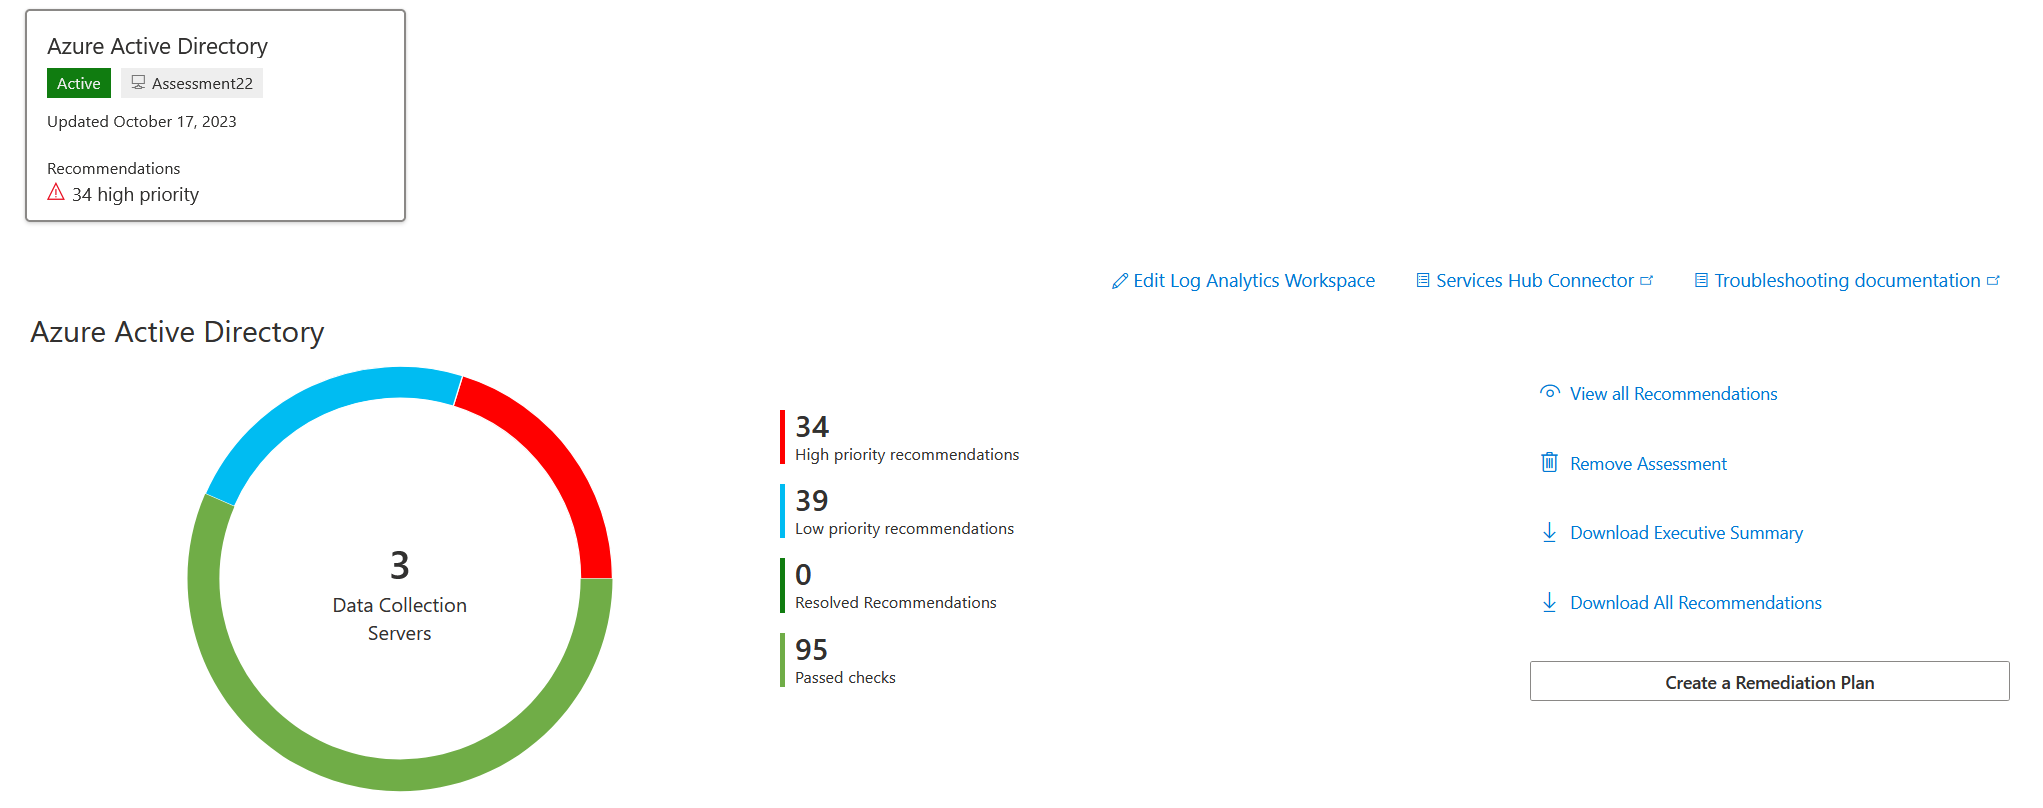 Azure Active Directory
Active
Assessment22
Updated October 17, 2023
Recommendations
34 high priority
Edit Log Analytics Workspace
Services Hub Connector
Troubleshooting documentation
Azure Active Directory
3
Data Collection
Servers
34
High priority recommendations
39
Low priority recommendations
0
Resolved Recommendations
95
Passed checks
View all Recommendations
Remove Assessment
Download Executive Summary
Download All Recommendations
Create a Remediation Plan